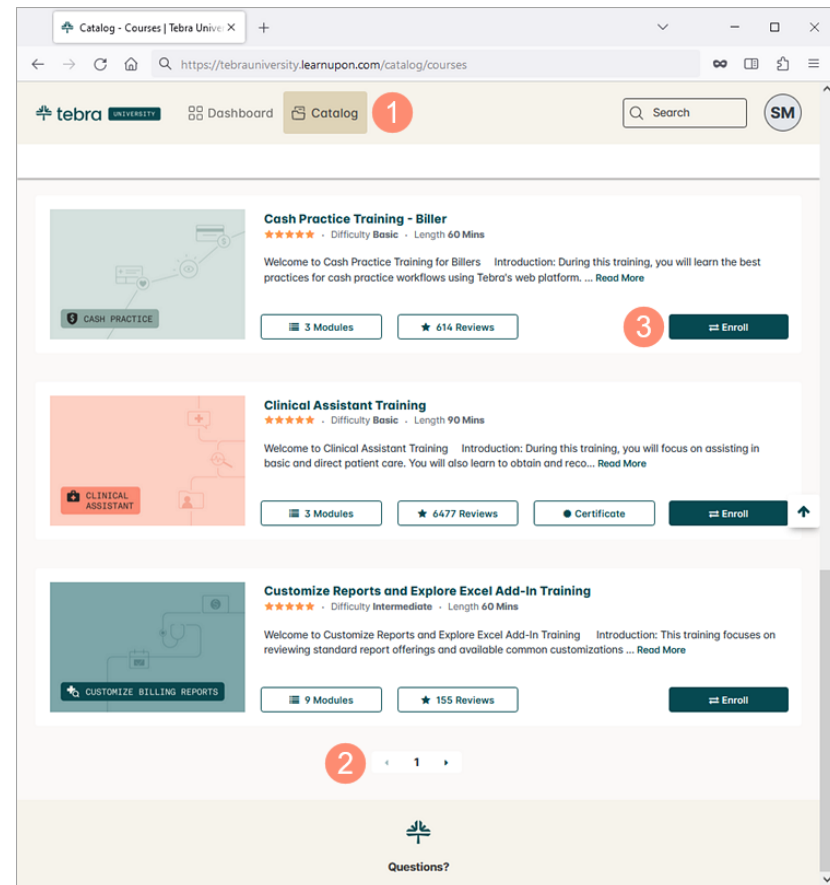 Catalog - Courses | Tebra Univer
https://tebrauniversity.learnupon.com/catalog/courses
tebra UNIVERSITY Dashboard Catalog 1 Search SM
Cash Practice Training - Biller
Difficulty Basic · Length 60 Mins
Welcome to Cash Practice Training for Billers Introduction: During this training, you will learn the best
practices for cash practice workflows using Tebra's web platform. ... Read More
CASH PRACTICE
3 Modules 614 Reviews 3 Enroll
Clinical Assistant Training
Difficulty Basic · Length 90 Mins
Welcome to Clinical Assistant Training Introduction: During this training, you will focus on assisting in
basic and direct patient care. You will also learn to obtain and reco... Read More
CLINICAL
ASSISTANT
3 Modules 6477 Reviews Certificate Enroll
Customize Reports and Explore Excel Add-In Training
Difficulty Intermediate · Length 60 Mins
Welcome to Customize Reports and Explore Excel Add-In Training Introduction: This training focuses on
reviewing standard report offerings and available common customizations ... Read More
CUSTOMIZE BILLING REPORTS
9 Modules 155 Reviews Enroll
2 1
Questions?